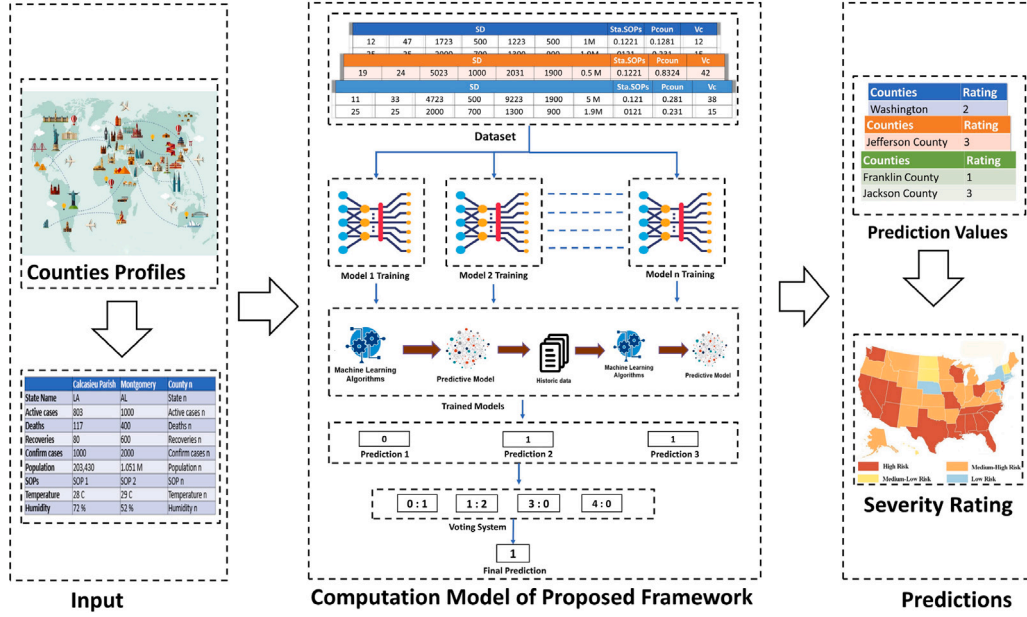 Counties Profiles
Calcasieu Parish Montgomery County n
State Name LA AL State n
Active cases 803 1000 Active cases n
Deaths 117 400 Deaths n
Recoveries 80 600 Recoveries n
Confirm cases 1000 2000 Confirm cases n
Population 203,430 1.051 M Population n
SOPs SOP 1 SOP 2 SOP n
Temperature 28 C 29 C Temperature n
Humidity 72 % 52 % Humidity n
Input
SD Sta.SOPs Pcoun Vc
12 47 1723 500 1223 500 1M 0.1221 0.1281 12
SD Sta.SOPs Pcoun Vc
19 24 5023 1000 2031 1900 0.5 M 0.1221 0.8324 42
SD Sta.SOPs Pcoun Vc
11 33 4723 500 9223 1900 5 M 0.121 0.281 38
25 25 2000 700 1300 900 1.9M 0121 0.231 15
Dataset
Model 1 Training
Model 2 Training
Model n Training
Machine Learning
Algorithms
Predictive Model
Historic data
Machine Learning
Algorithms
Predictive Model
Trained Models
0 1 1
Prediction 1 Prediction 2 Prediction 3
0 : 1 1 : 2 3 : 0 4 : 0
Voting System
1
Final Prediction
Computation Model of Proposed Framework
Counties Rating
Washington 2
Counties Rating
Jefferson County 3
Counties Rating
Franklin County 1
Jackson County 3
Prediction Values
High Risk Medium-High Risk
Medium-Low Risk Low Risk
Severity Rating
Predictions